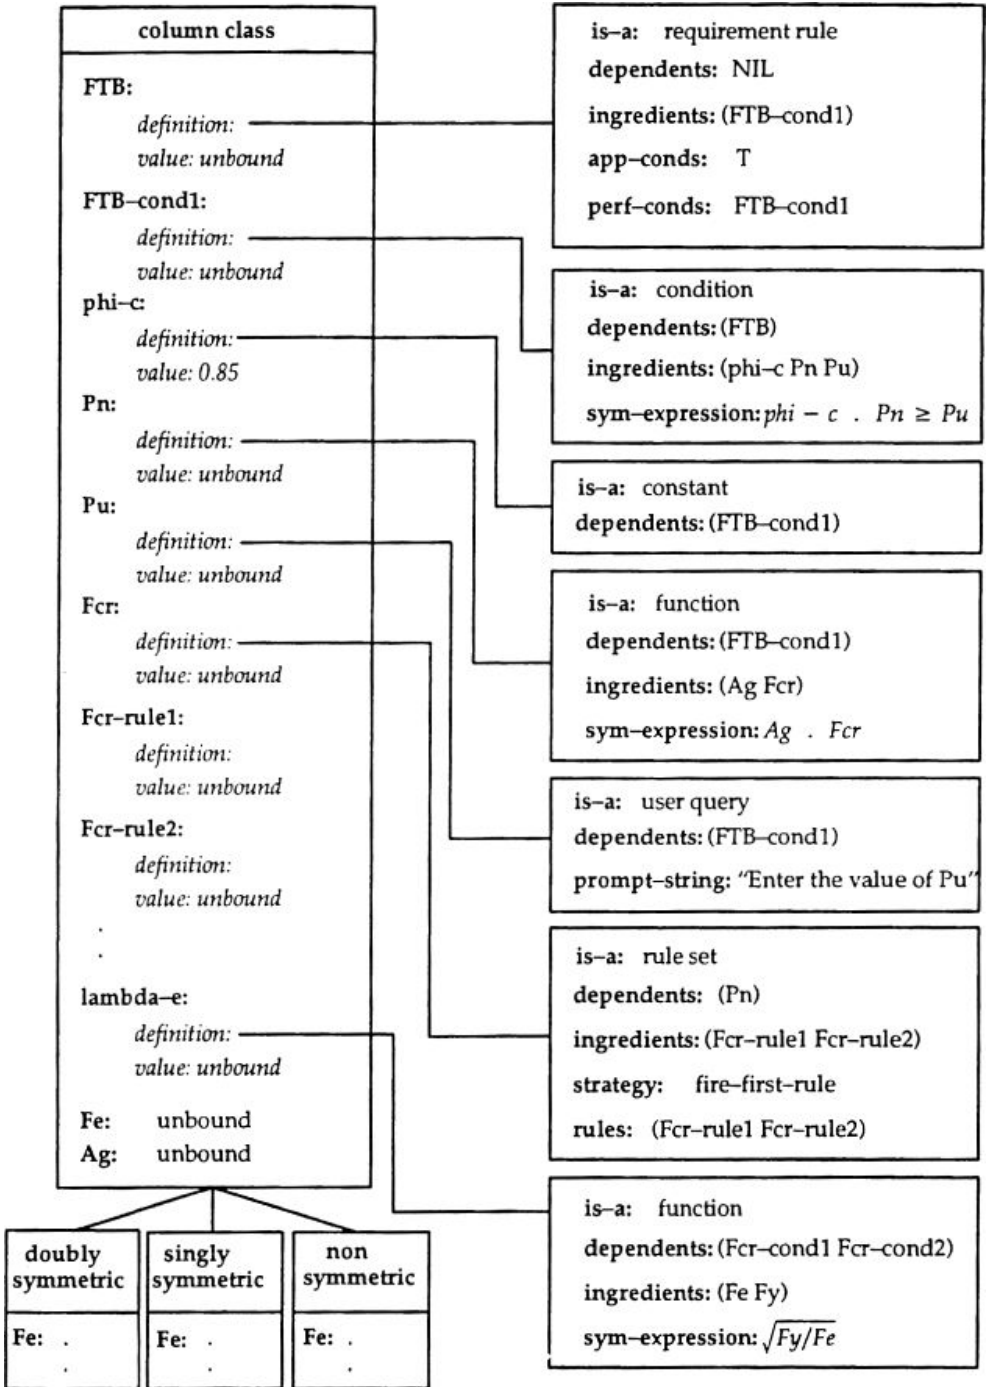 column class
FTB:
definition:
value: unbound
FTB–cond1:
definition:
value: unbound
phi–c:
definition:
value: 0.85
Pn:
definition:
value: unbound
Pu:
definition:
value: unbound
Fcr:
definition:
value: unbound
Fcr–rule1:
definition:
value: unbound
Fcr–rule2:
definition:
value: unbound
.
.
lambda–e:
definition:
value: unbound
Fe: unbound
Ag: unbound
doubly
symmetric
Fe: .
.
singly
symmetric
Fe: .
.
non
symmetric
Fe: .
.
is–a: requirement rule
dependents: NIL
ingredients: (FTB–cond1)
app–conds: T
perf–conds: FTB–cond1
is–a: condition
dependents: (FTB)
ingredients: (phi–c Pn Pu)
sym–expression: phi – c . Pn ≥ Pu
is–a: constant
dependents: (FTB–cond1)
is–a: function
dependents: (FTB–cond1)
ingredients: (Ag Fcr)
sym–expression: Ag . Fcr
is–a: user query
dependents: (FTB–cond1)
prompt–string: “Enter the value of Pu”
is–a: rule set
dependents: (Pn)
ingredients: (Fcr–rule1 Fcr–rule2)
strategy: fire–first–rule
rules: (Fcr–rule1 Fcr–rule2)
is–a: function
dependents: (Fcr–cond1 Fcr–cond2)
ingredients: (Fe Fy)
sym–expression: √Fy/Fe